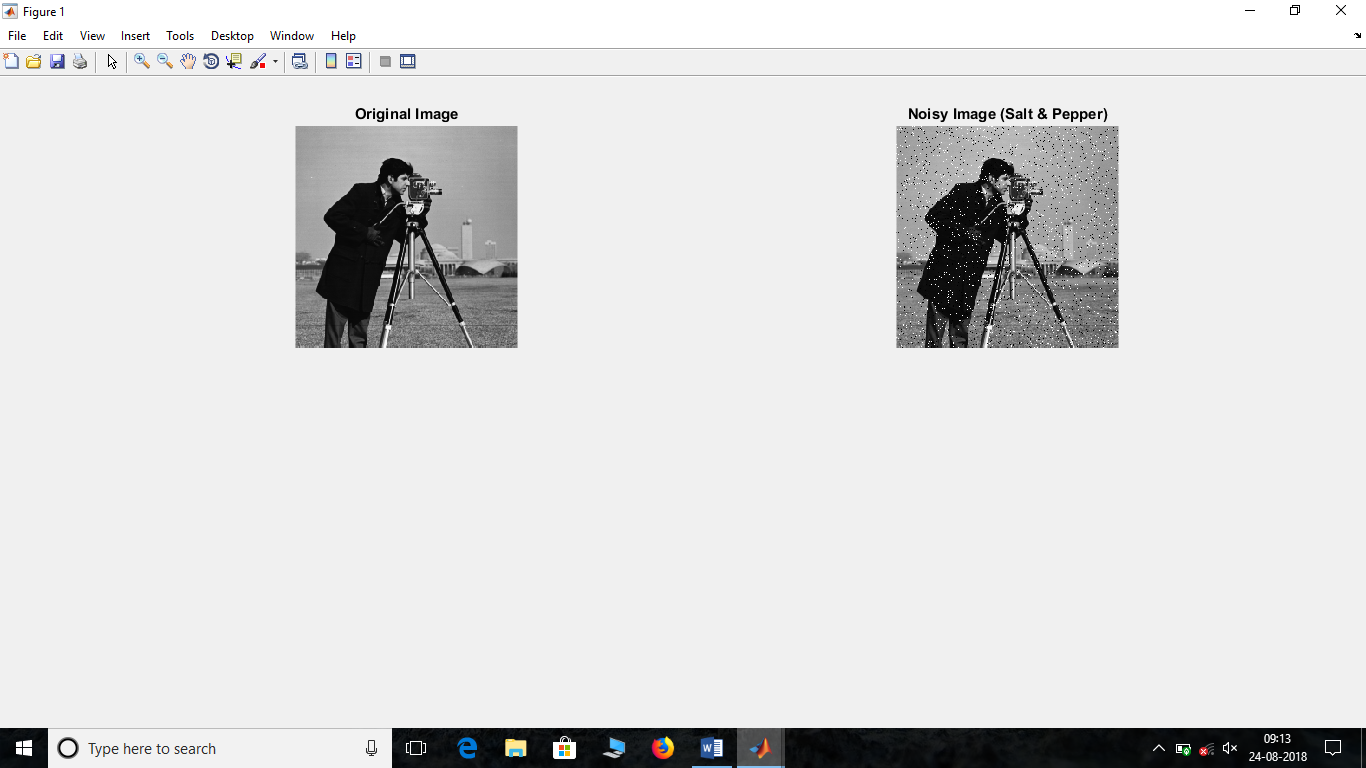 Figure 1
File Edit View Insert Tools Desktop Window Help
Original Image
Noisy Image (Salt & Pepper)
Type here to search
09:13
24-08-2018